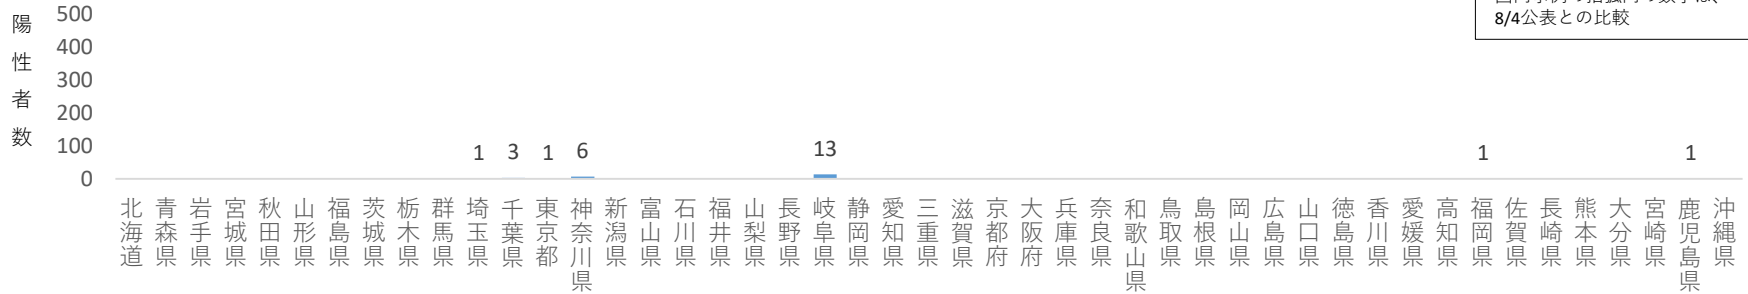 陽性者数
500
400
300
200
100
0
8/4公表との比較
1 3 1 6 13 1 1
北海道 青森県 岩手県 宮城県 秋田県 山形県 福島県 茨城県 栃木県 群馬県 埼玉県 千葉県 東京都 神奈川県 新潟県 富山県 石川県 福井県 山梨県 長野県 岐阜県 静岡県 愛知県 三重県 滋賀県 京都府 大阪府 兵庫県 奈良県 和歌山県 鳥取県 島根県 岡山県 広島県 山口県 徳島県 香川県 愛媛県 高知県 福岡県 佐賀県 長崎県 熊本県 大分県 宮崎県 鹿児島県 沖縄県